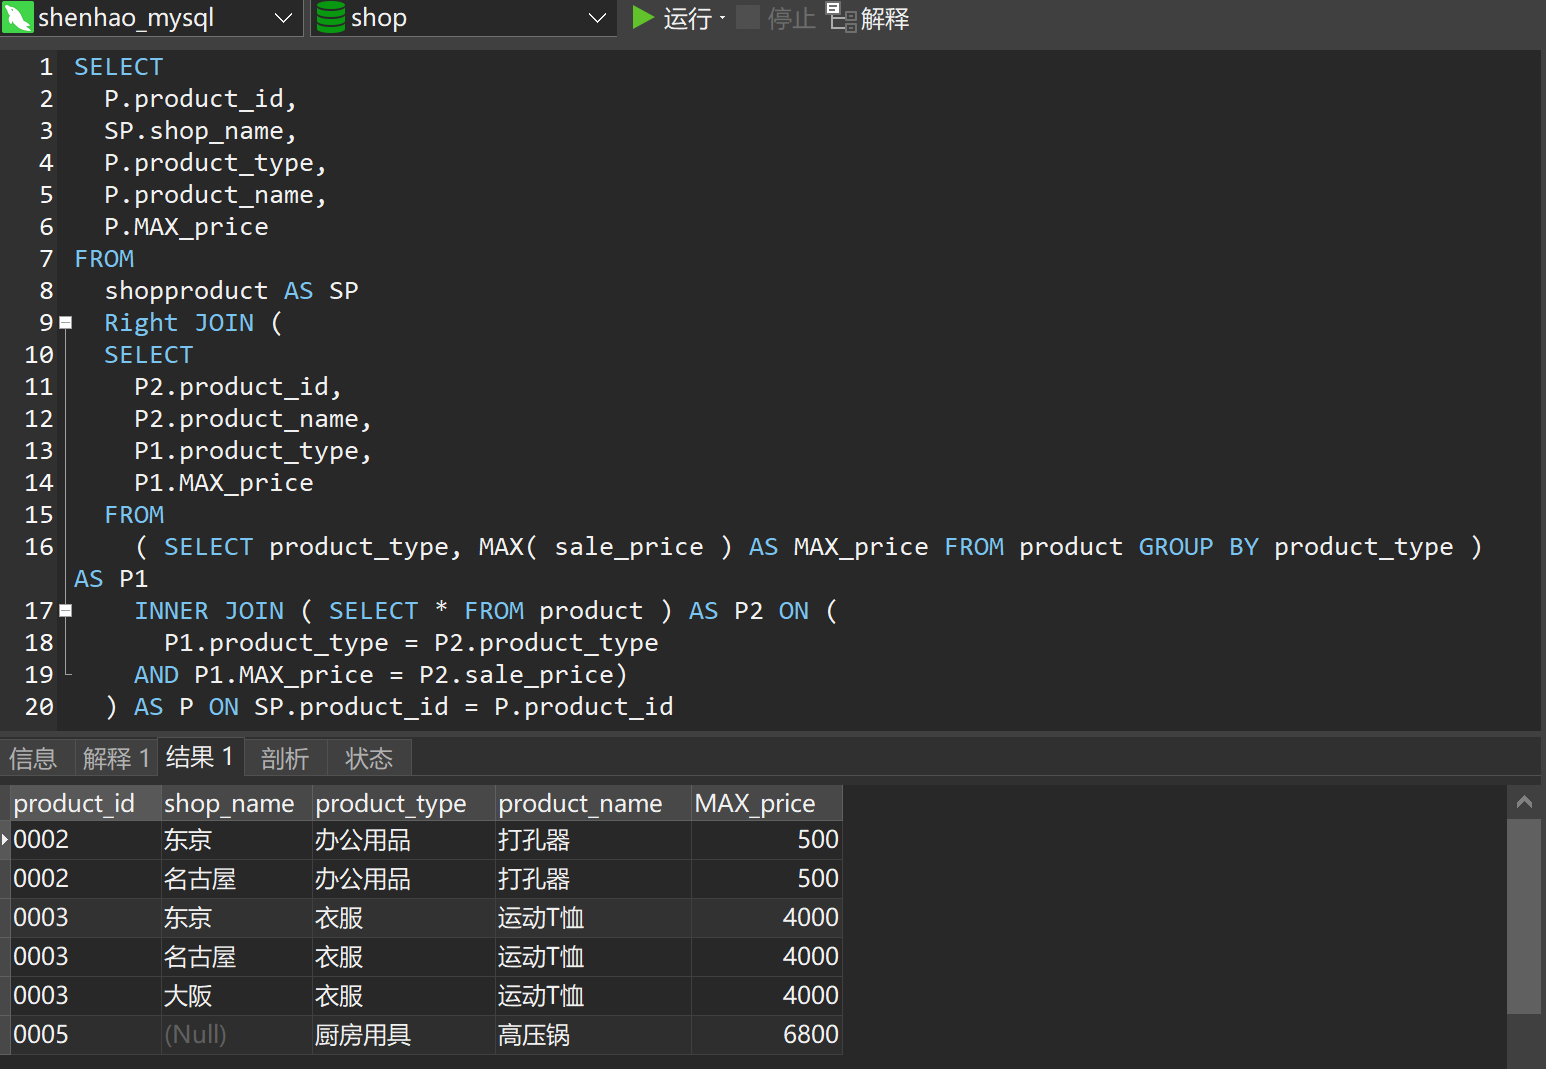 shenhao_mysql shop 运行 停止 解释
1 SELECT
2 P.product_id,
3 SP.shop_name,
4 P.product_type,
5 P.product_name,
6 P.MAX_price
7 FROM
8 shopproduct AS SP
9 Right JOIN (
10 SELECT
11 P2.product_id,
12 P2.product_name,
13 P1.product_type,
14 P1.MAX_price
15 FROM
16 ( SELECT product_type, MAX( sale_price ) AS MAX_price FROM product GROUP BY product_type )
AS P1
17 INNER JOIN ( SELECT * FROM product ) AS P2 ON (
18 P1.product_type = P2.product_type
19 AND P1.MAX_price = P2.sale_price)
20 ) AS P ON SP.product_id = P.product_id
信息 解释 1 结果 1 剖析 状态
product_id shop_name product_type product_name MAX_price
0002 东京 办公用品 打孔器 500
0002 名古屋 办公用品 打孔器 500
0003 东京 衣服 运动T恤 4000
0003 名古屋 衣服 运动T恤 4000
0003 大阪 衣服 运动T恤 4000
0005 (Null) 厨房用具 高压锅 6800